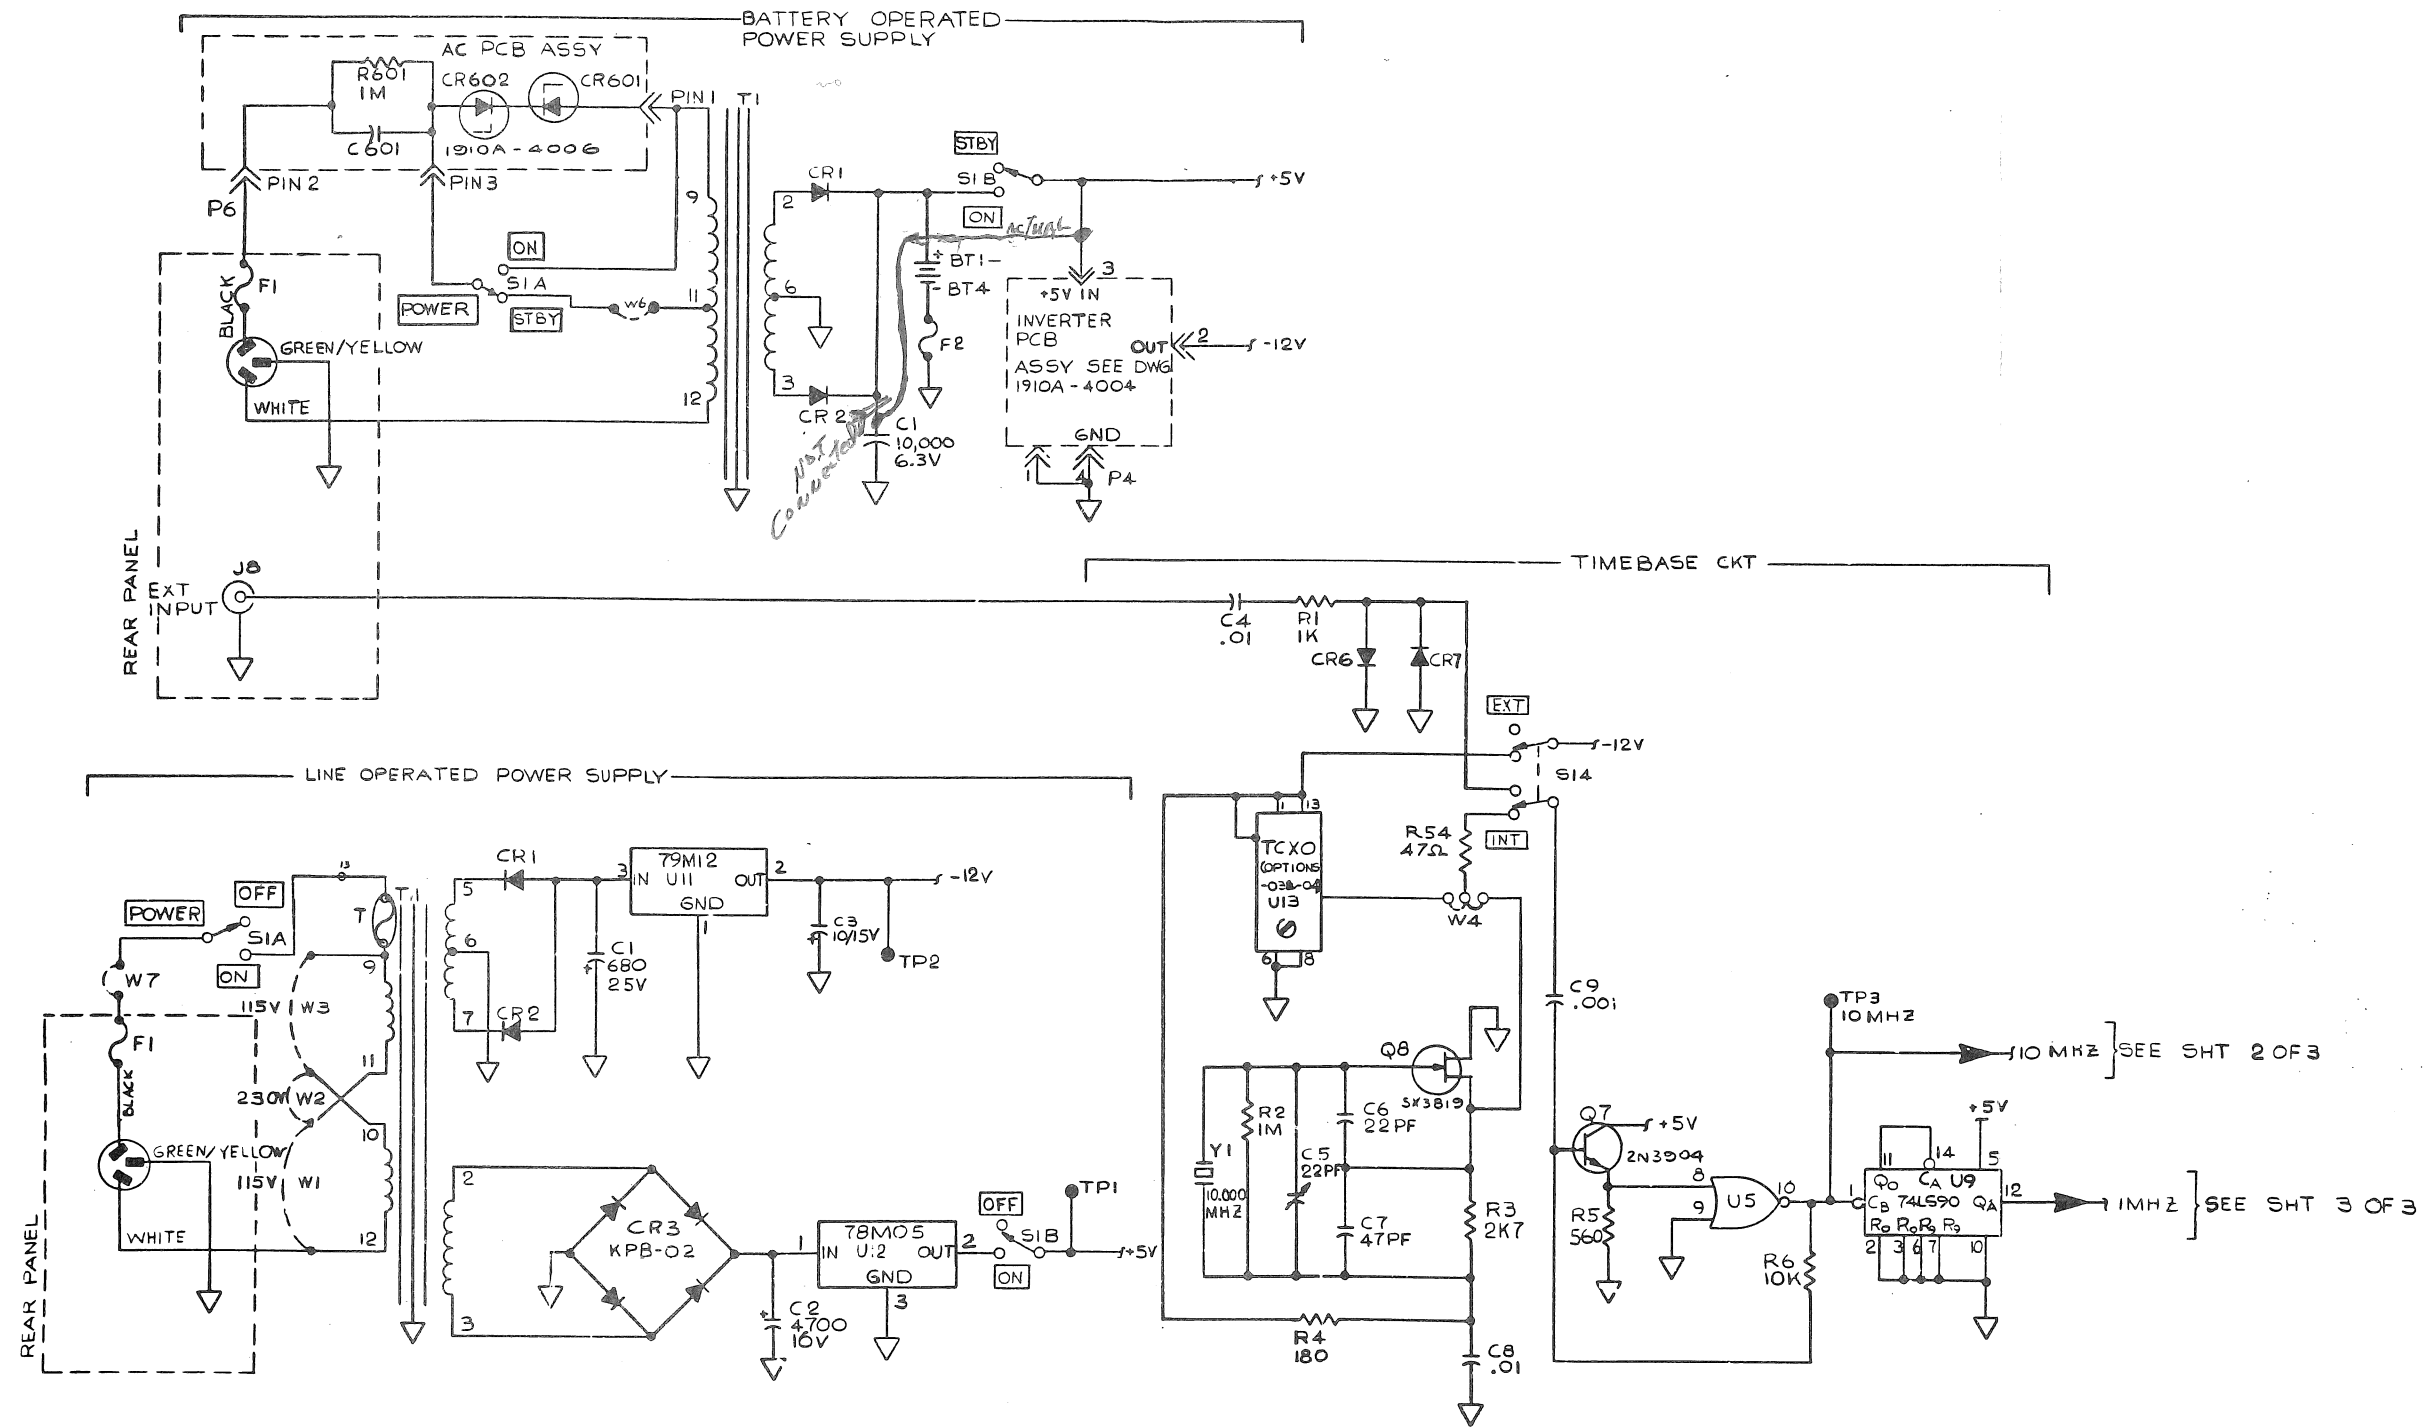 BATTERY OPERATED
POWER SUPPLY
AC PCB ASSY
R601
1M
CR602
CR601
C601
1910A-4006
PIN 1
T1
PIN 2
PIN 3
P6
9
11
12
ON
S1A
POWER
STBY
W6
F1
BLACK
GREEN/YELLOW
WHITE
CR1
2
6
3
CR2
STBY
S1B
ON
+5V
ACTUAL
+
BT1-
- BT4
F2
C1
10,000
6.3V
NOT
CONNECTED
3
+5V IN
INVERTER
PCB
ASSY SEE DWG
1910A-4004
OUT
2
-12V
GND
1
4
P4
REAR PANEL
J8
EXT
INPUT
TIMEBASE CKT
C4
.01
R1
1K
CR6
CR7
EXT
-12V
S14
INT
1
13
TCXO
(OPTIONS
U13
6
8
R54
47Ω
W4
C9
.001
Q8
SX3819
R2
1M
Y1
10.000
MHZ
C5
22PF
C6
22PF
C7
47PF
R3
2K7
R4
180
C8
.01
Q7
+5V
2N3904
R5
560
8
9
U5
10
R6
10K
TP3
10MHZ
10 MHZ
SEE SHT 2 OF 3
+5V
11
14
5
QD
CA
U9
1
CB
74LS90
QA
12
R0 R0 R9 R9
2
3
6
7
10
1MHZ
SEE SHT 3 OF 3
LINE OPERATED POWER SUPPLY
POWER
OFF
S1A
ON
13
T
T1
W7
115V
W3
9
11
230V
W2
10
115V
W1
12
F1
BLACK
GREEN/YELLOW
WHITE
REAR PANEL
5
6
7
CR1
CR2
C1
680
25V
+
3
79M12
IN
U11
OUT
GND
1
2
C3
10/15V
+
-12V
TP2
2
3
CR3
KPB-02
C2
4700
16V
+
1
78M05
IN
U12
OUT
GND
3
2
OFF
S1B
ON
TP1
+5V